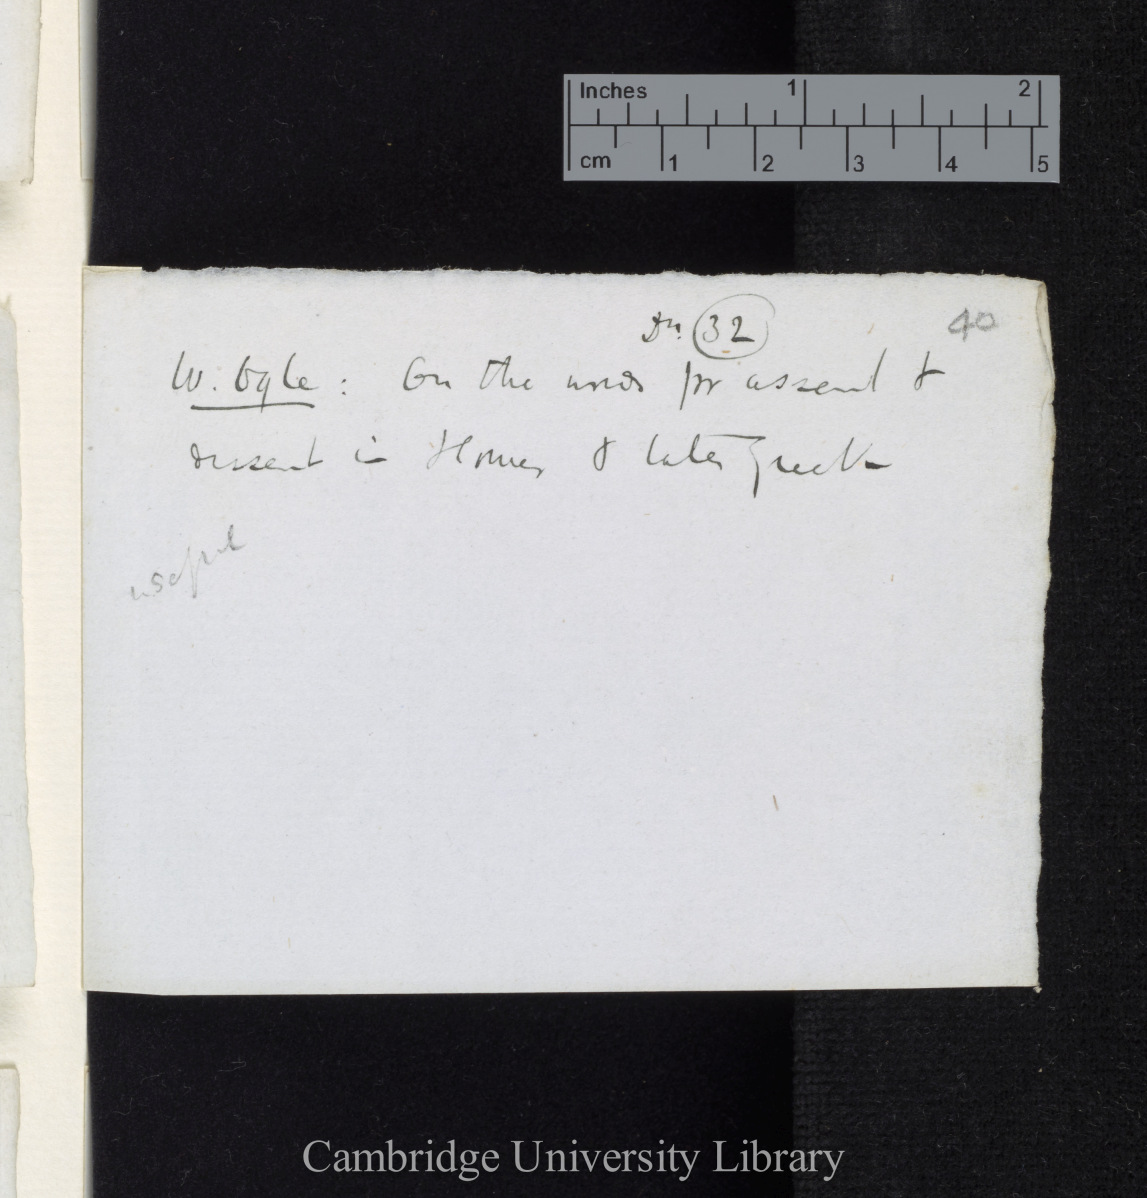 Inches 1 2
cm 1 2 3 4 5
32 40
W. Ogle: On the words for assent &
dissent in Homer & later Greek
useful
Cambridge University Library